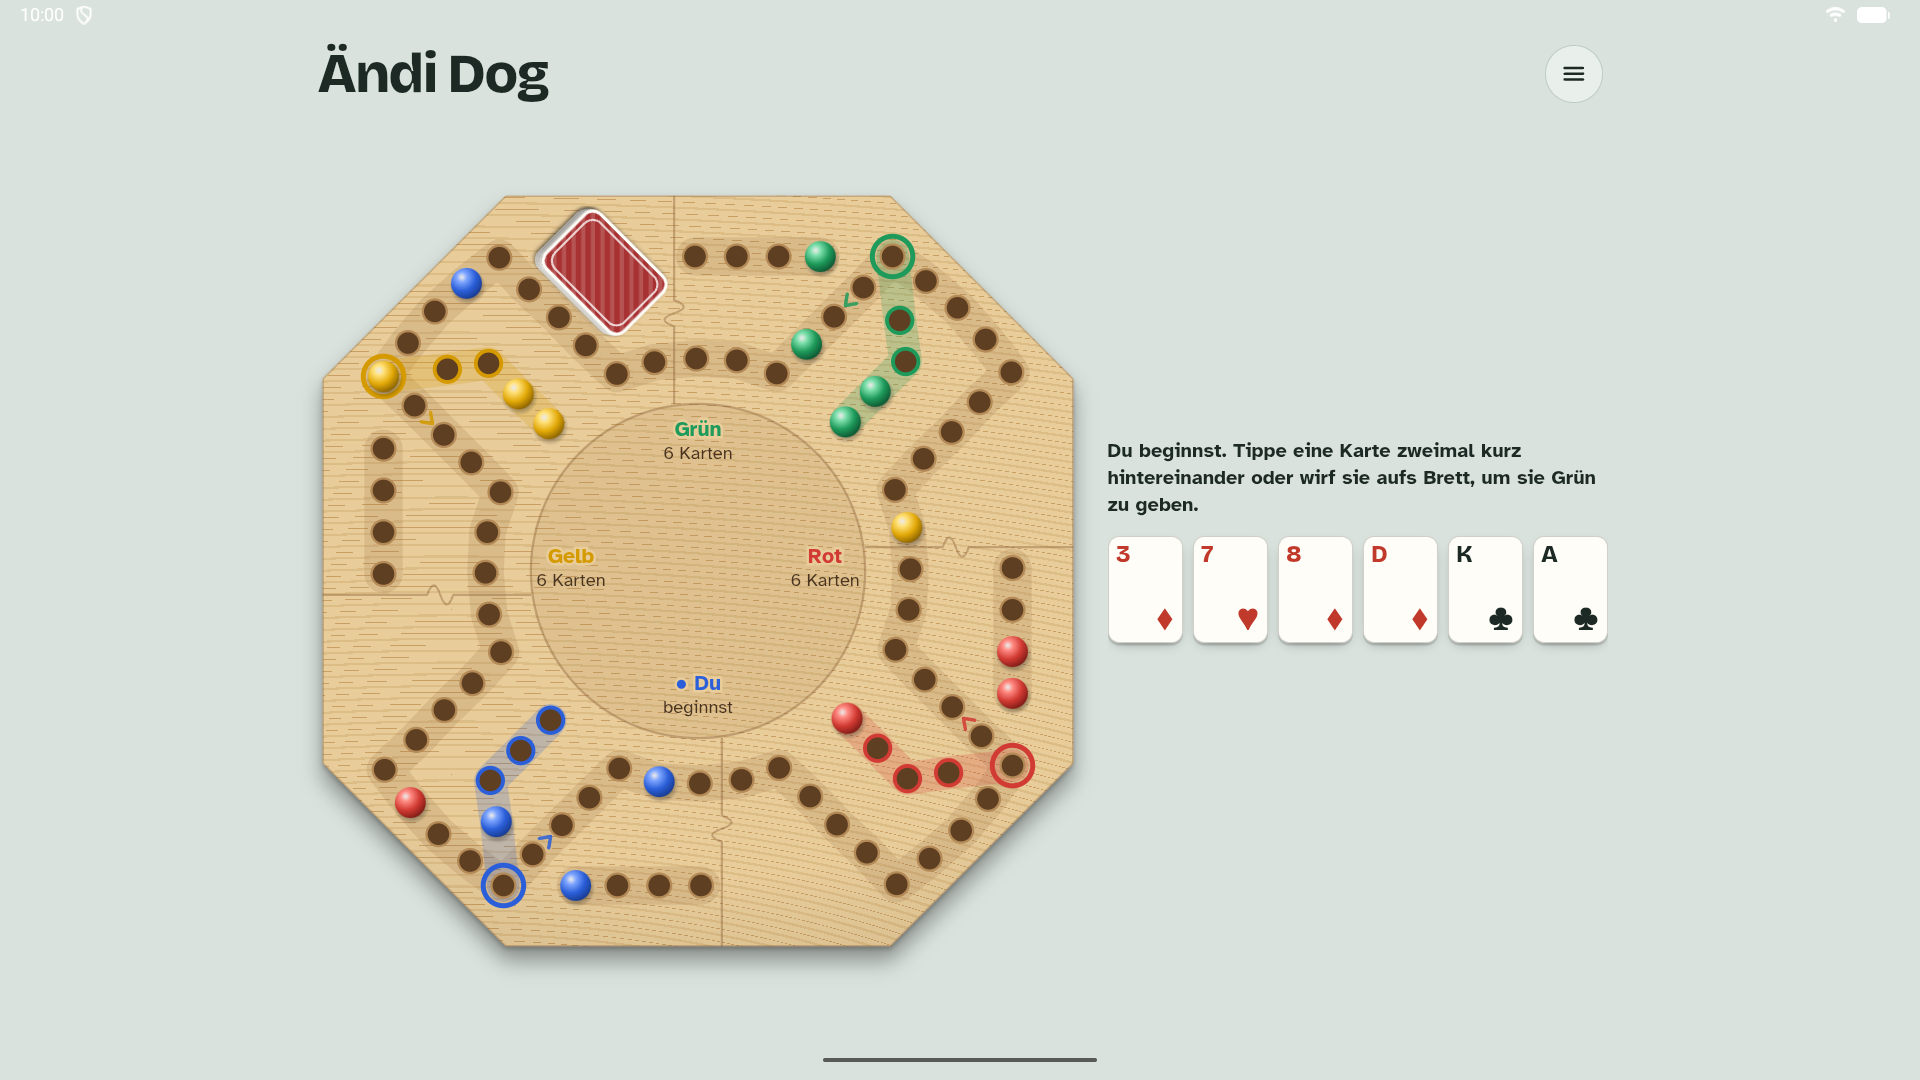 10:00
Ändi Dog
Grün
6 Karten
Gelb
6 Karten
Rot
6 Karten
Du
beginnst
Du beginnst. Tippe eine Karte zweimal kurz
hintereinander oder wirf sie aufs Brett, um sie Grün
zu geben.
3 7 8 D K A